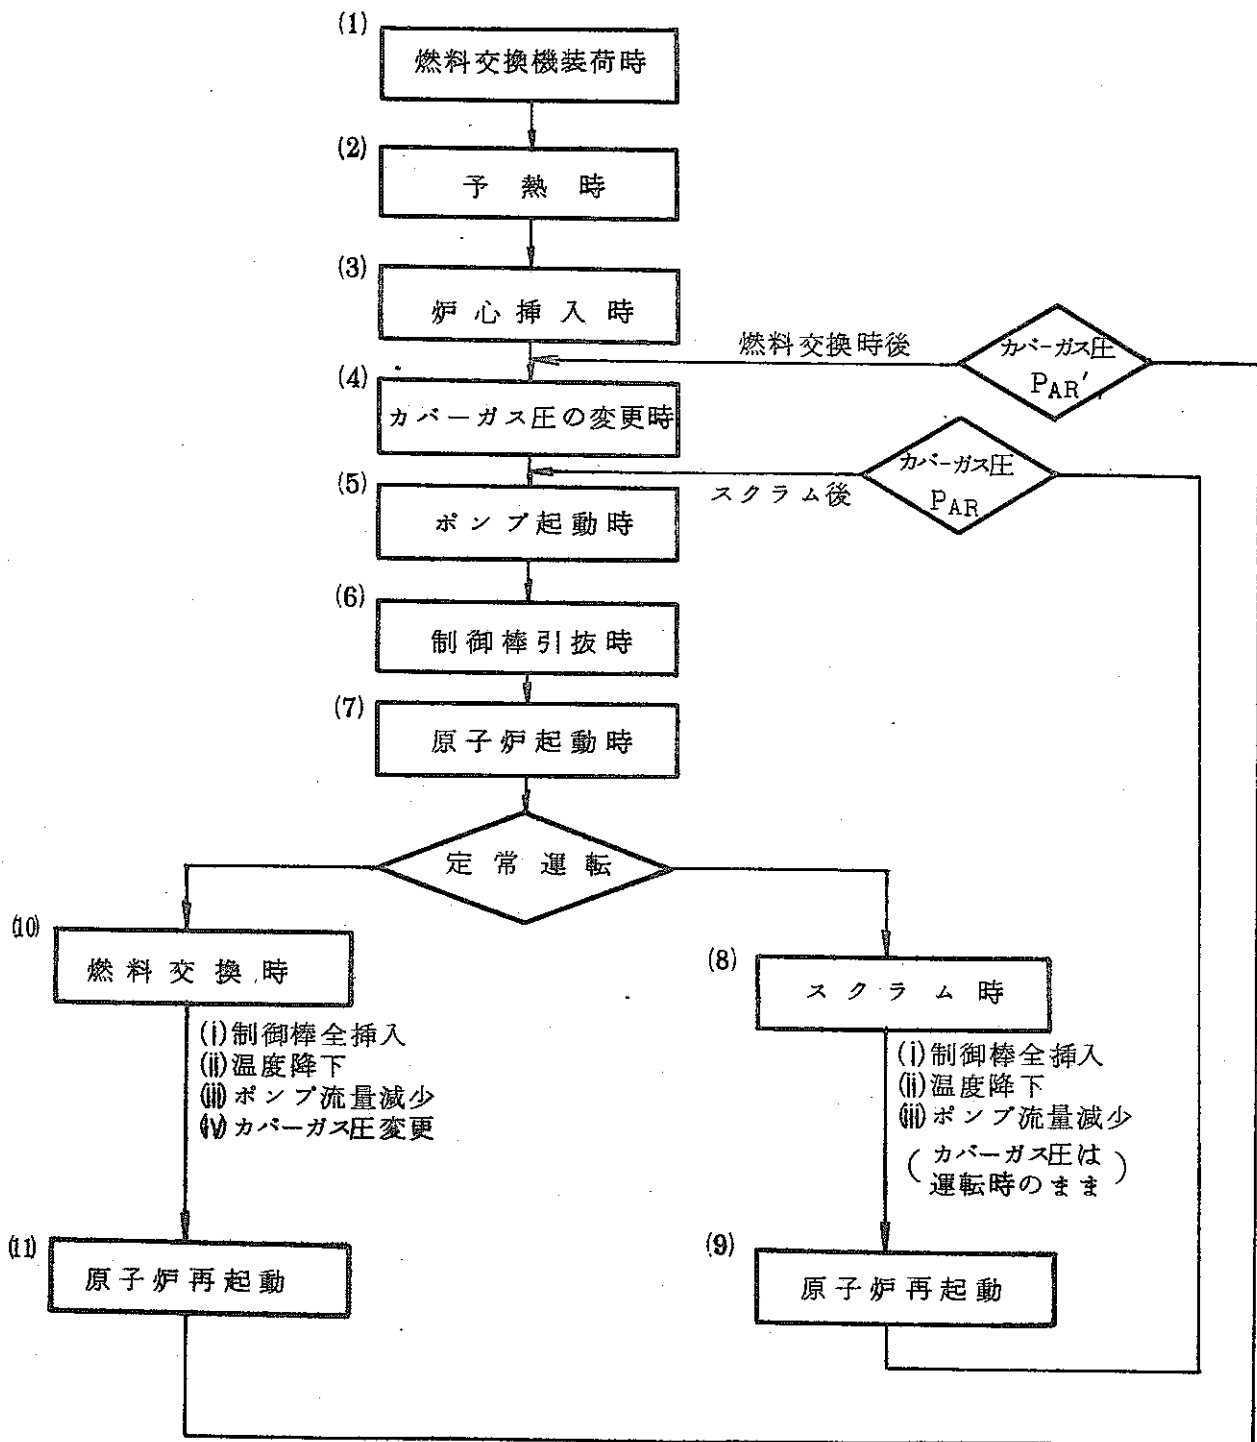 (1)
燃料交換機装荷時
(2)
予熱時
(3)
炉心挿入時
燃料交換時後
カバーガス圧
PAR'
(4)
カバーガス圧の変更時
カバーガス圧
PAR
スクラム後
(5)
ポンプ起動時
(6)
制御棒引抜時
(7)
原子炉起動時
定常運転
(10)
燃料交換時
(i)制御棒全挿入
(ii)温度降下
(iii)ポンプ流量減少
(iv)カバーガス圧変更
(8)
スクラム時
(i)制御棒全挿入
(ii)温度降下
(iii)ポンプ流量減少
(カバーガス圧は
運転時のまま)
(11)
原子炉再起動
(9)
原子炉再起動